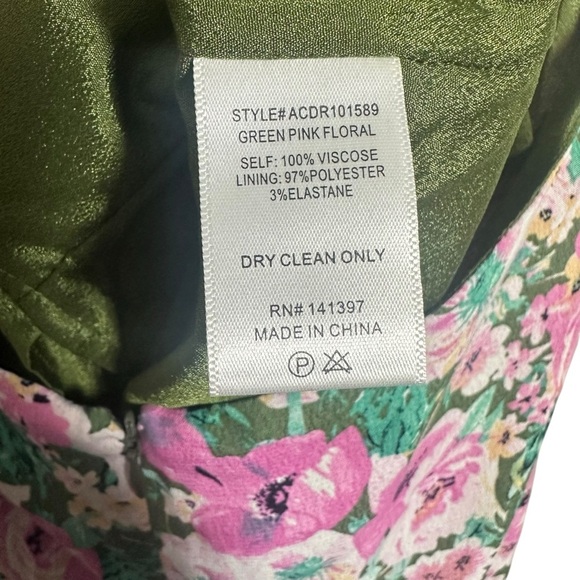 STYLE#ACDR101589
GREEN PINK FLORAL
SELF: 100% VISCOSE
LINING: 97%POLYESTER
3%ELASTANE
DRY CLEAN ONLY
RN# 141397
MADE IN CHINA
P